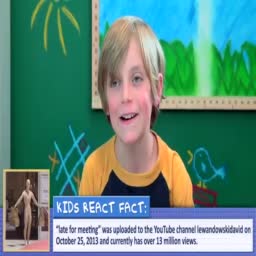 KIDS REACT FACT:
"late for meeting" was uploaded to the YouTube channel lewandowskidavid on
October 25, 2013 and currently has over 13 million views.